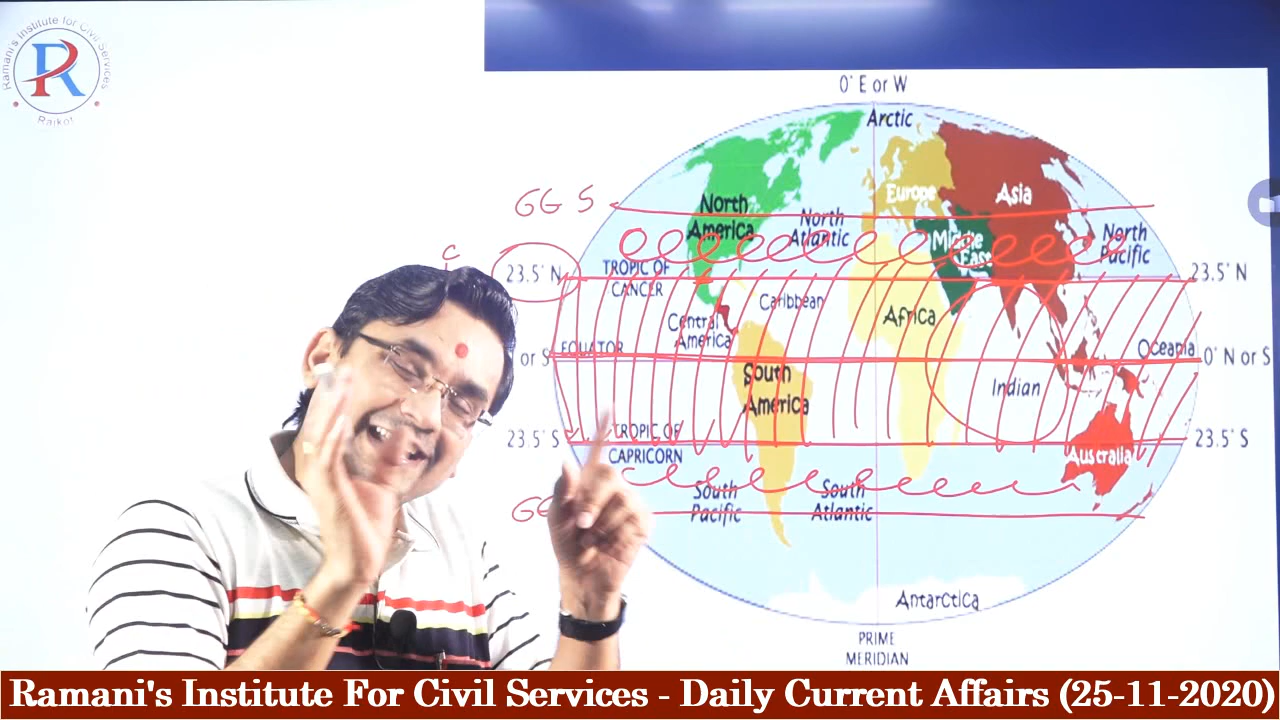 Ramani's Institute for Civil Services
R
Rajkot
0° E or W
Arctic
North
America
Europe
Asia
North
Atlantic
Middle
East
North
Pacific
66 S
23.5° N
TROPIC OF
CANCER
23.5° N
Caribbean
Central
America
Africa
or S
EQUATOR
Oceania
0° N or S
South
America
Indian
23.5° S
TROPIC OF
CAPRICORN
Australia
23.5° S
South
Pacific
South
Atlantic
Antarctica
PRIME
MERIDIAN
Ramani's Institute For Civil Services - Daily Current Affairs (25-11-2020)